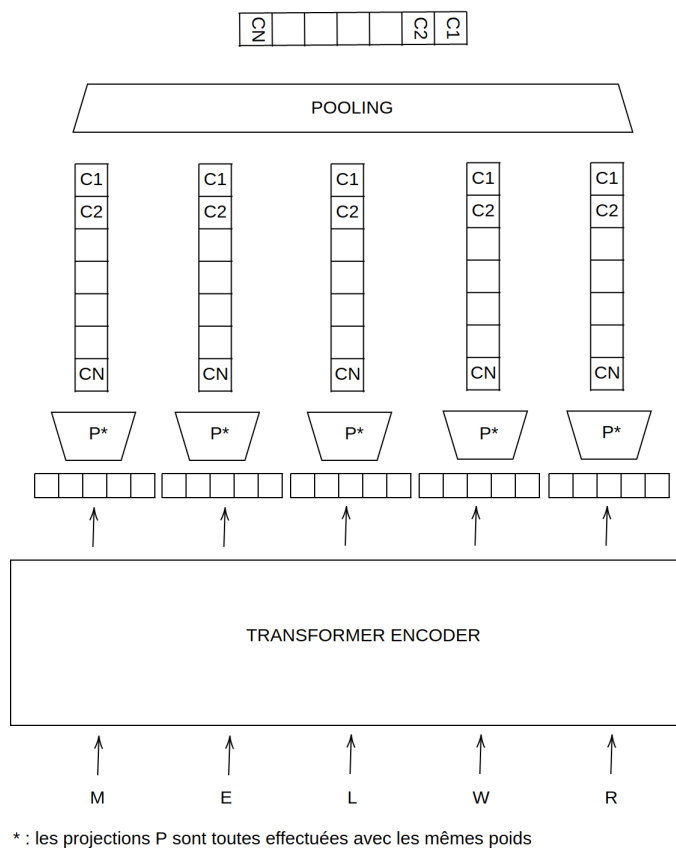 CN C2 C1
POOLING
C1 C1 C1 C1 C1
C2 C2 C2 C2 C2
CN CN CN CN CN
P* P* P* P* P*
TRANSFORMER ENCODER
M E L W R
* : les projections P sont toutes effectuées avec les mêmes poids